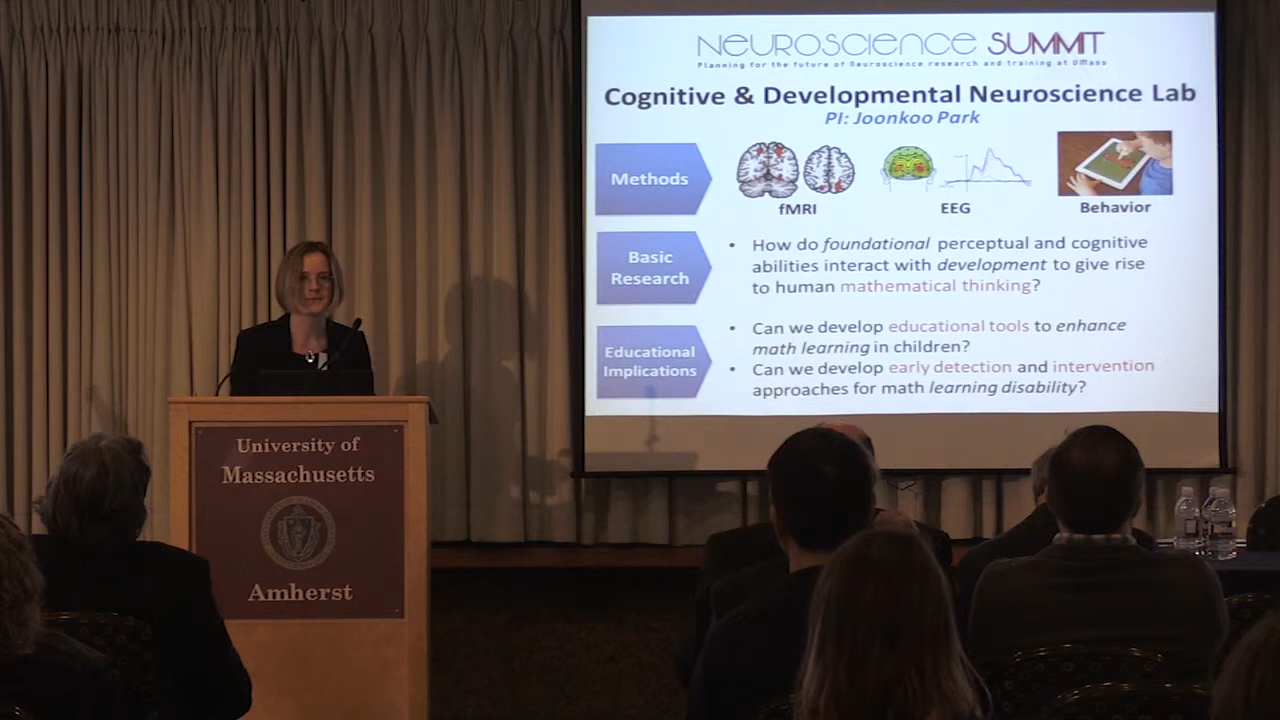 NEUROSCIENCE SUMMIT
Planning for the future of Neuroscience research and training at UMass
Cognitive & Developmental Neuroscience Lab
PI: Joonkoo Park
Methods
fMRI
EEG
Behavior
Basic
Research
• How do foundational perceptual and cognitive
abilities interact with development to give rise
to human mathematical thinking?
Educational
Implications
• Can we develop educational tools to enhance
math learning in children?
• Can we develop early detection and intervention
approaches for math learning disability?
University of
Massachusetts
Amherst